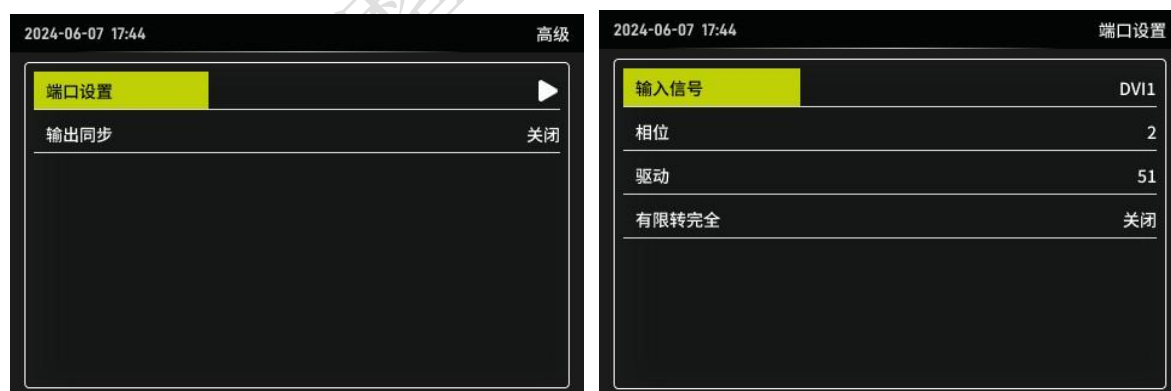 2024-06-07 17:44 高级
端口设置
输出同步 关闭
2024-06-07 17:44 端口设置
输入信号 DVI1
相位 2
驱动 51
有限转完全 关闭